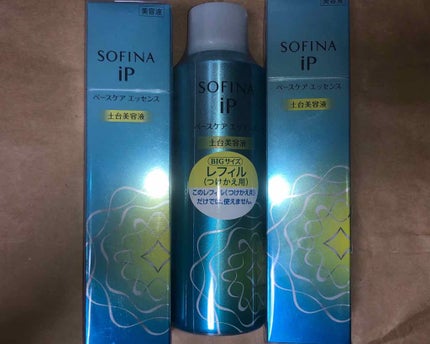 美容液
SOFINA
iP
ベースケア エッセンス
土台美容液
SOFINA
iP
ベースケア エッセンス
土台美容液
BIGサイズ
レフィル
(つけかえ用)
このレフィル(つけかえ用)
だけでは、使えません。
美容液
SOFINA
iP
ベースケア エッセンス
土台美容液